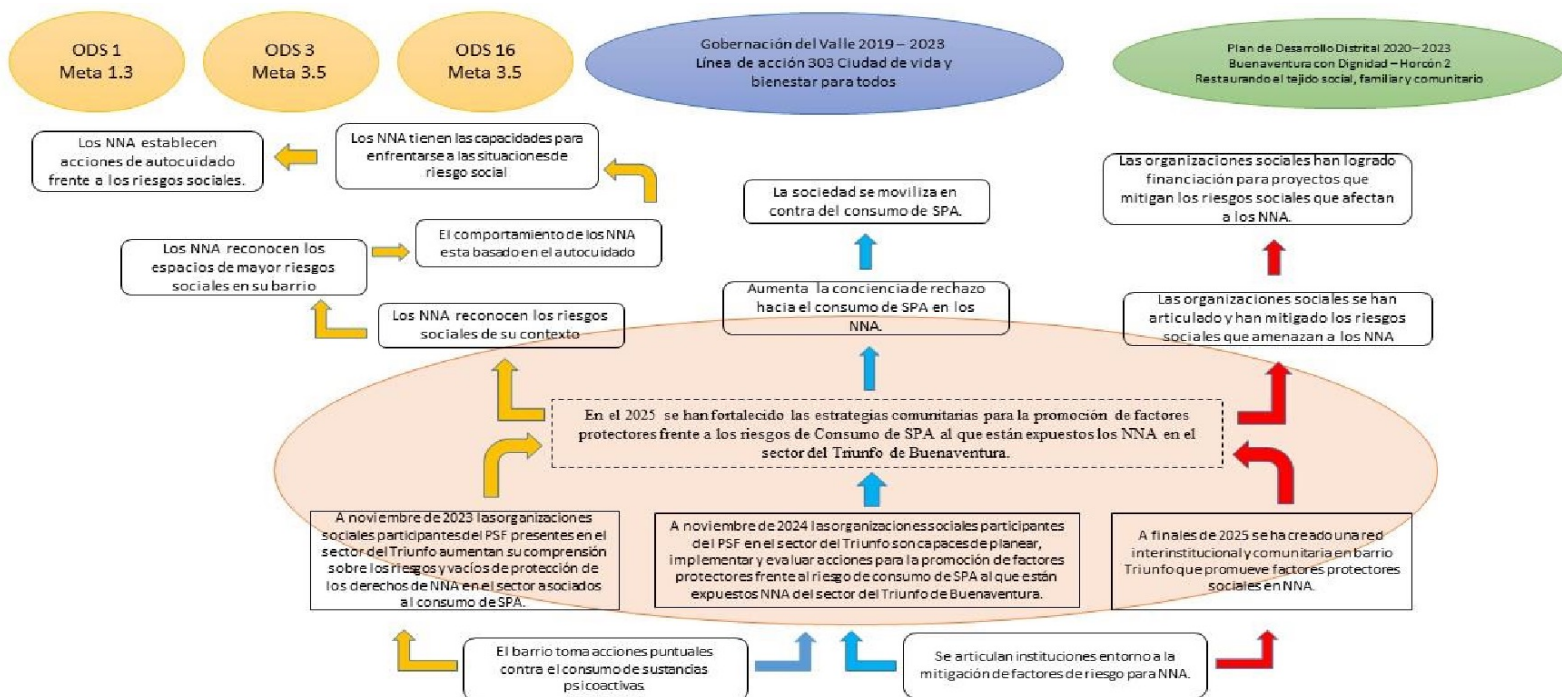 ODS 1
Meta 1.3
ODS 3
Meta 3.5
ODS 16
Meta 3.5
Gobernación del Valle 2019 – 2023
Línea de acción 303 Ciudad de vida y
bienestar para todos
Plan de Desarrollo Distrital 2020 – 2023
Buenaventura con Dignidad – Horcón 2
Restaurando el tejido social, familiar y comunitario
Los NNA establecen
acciones de autocuidado
frente a los riesgos sociales.
Los NNA tienen las capacidades para
enfrentarse a las situaciones de
riesgo social
La sociedad se moviliza en
contra del consumo de SPA.
Las organizaciones sociales han logrado
financiación para proyectos que
mitigan los riesgos sociales que afectan
a los NNA.
Los NNA reconocen los
espacios de mayor riesgos
sociales en su barrio
El comportamiento de los NNA
esta basado en el autocuidado
Los NNA reconocen los riesgos
sociales de su contexto
Aumenta la conciencia de rechazo
hacia el consumo de SPA en los
NNA.
Las organizaciones sociales se han
articulado y han mitigado los riesgos
sociales que amenazan a los NNA
En el 2025 se han fortalecido las estrategias comunitarias para la promoción de factores
protectores frente a los riesgos de Consumo de SPA al que están expuestos los NNA en el
sector del Triunfo de Buenaventura.
A noviembre de 2023 las organizaciones
sociales participantes del PSF presentes en el
sector del Triunfo aumentan su comprensión
sobre los riesgos y vacíos de protección de
los derechos de NNA en el sector asociados
al consumo de SPA.
A noviembre de 2024 las organizaciones sociales participantes
del PSF en el sector del Triunfo son capaces de planear,
implementar y evaluar acciones para la promoción de factores
protectores frente al riesgo de consumo de SPA al que están
expuestos NNA del sector del Triunfo de Buenaventura.
A finales de 2025 se ha creado una red
interinstitucional y comunitaria en barrio
Triunfo que promueve factores protectores
sociales en NNA.
El barrio toma acciones puntuales
contra el consumo de sustancias
psicoactivas.
Se articulan instituciones entorno a la
mitigación de factores de riesgo para NNA.